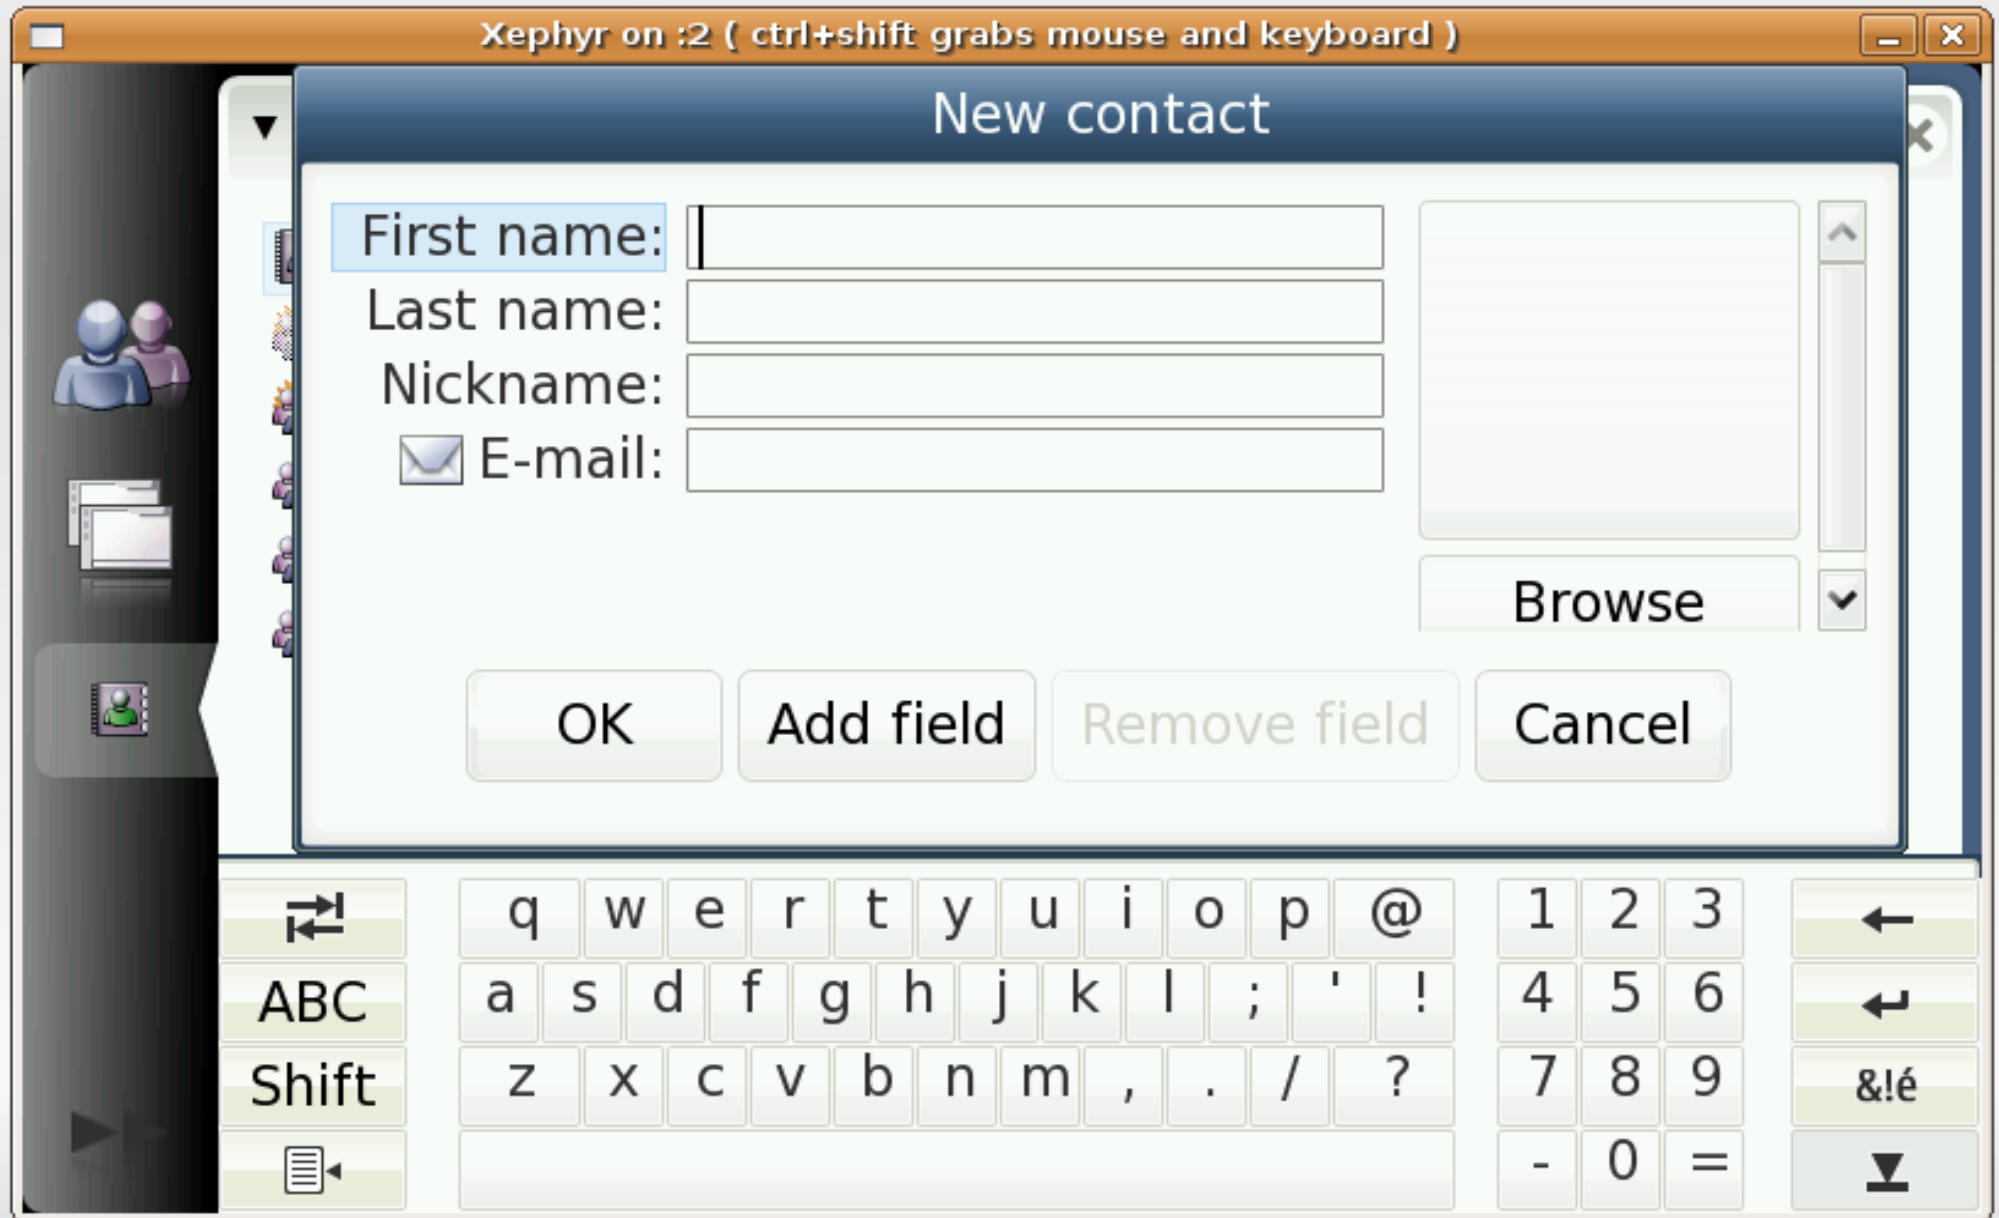 Xephyr on :2 ( ctrl+shift grabs mouse and keyboard )
New contact
First name:
Last name:
Nickname:
E-mail:
Browse
OK Add field Remove field Cancel
q w e r t y u i o p @ 1 2 3
ABC a s d f g h j k l ; ' ! 4 5 6
Shift z x c v b n m , . / ? 7 8 9 &!é
- 0 =